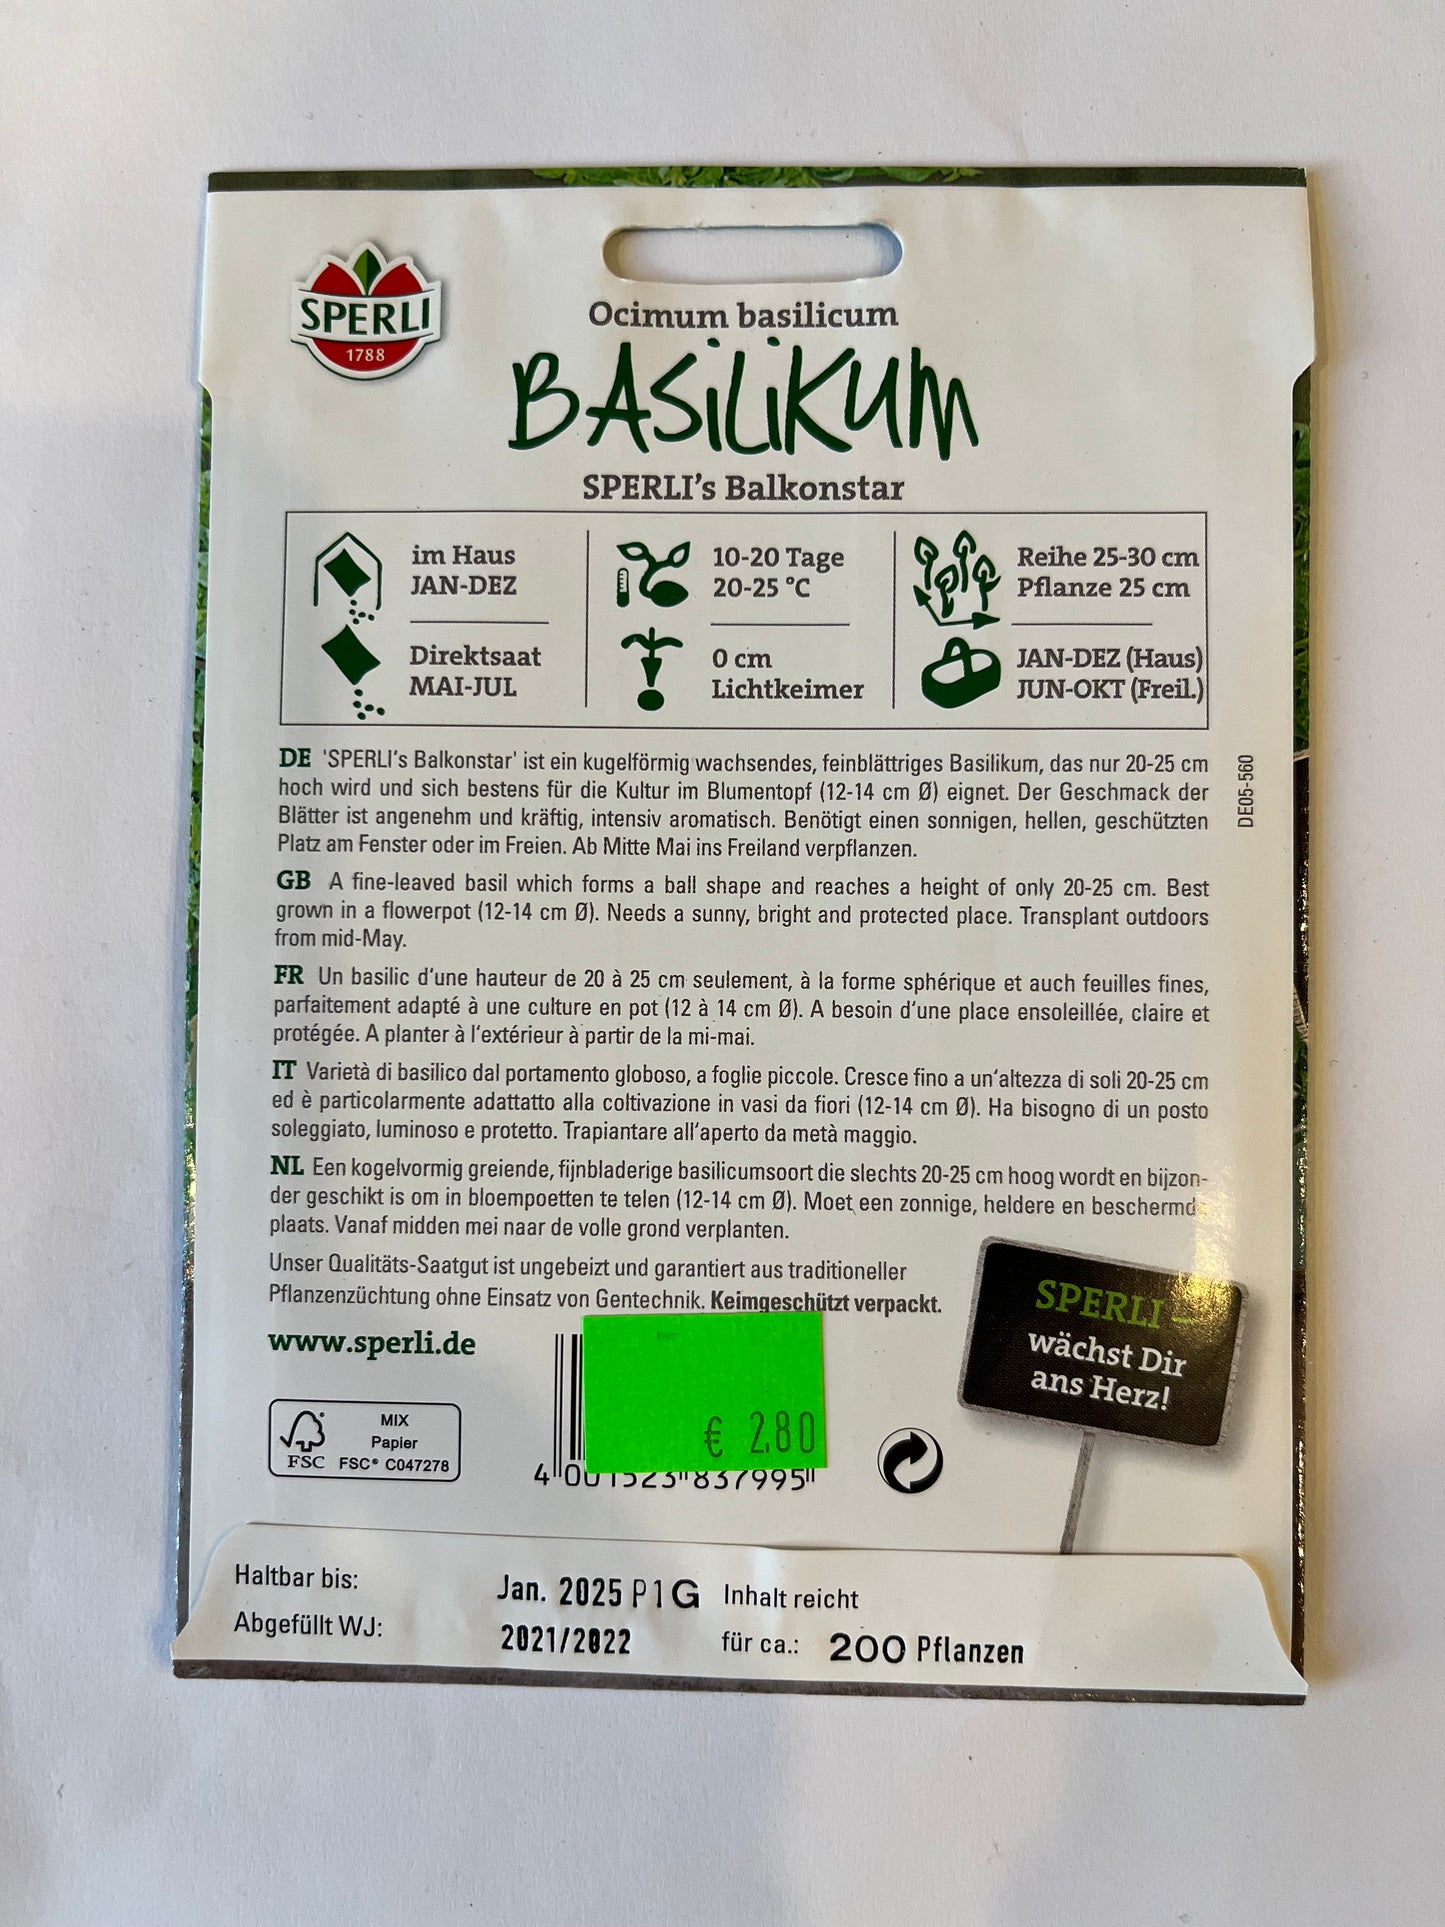 SPERLI
1788
Ocimum basilicum
BASiLiKUM
SPERLI's Balkonstar
im Haus
JAN-DEZ
Direktsaat
MAI-JUL
10-20 Tage
20-25 °C
0 cm
Lichtkeimer
Reihe 25-30 cm
Pflanze 25 cm
JAN-DEZ (Haus)
JUN-OKT (Freil.)
DE 'SPERLI's Balkonstar' ist ein kugelförmig wachsendes, feinblättriges Basilikum, das nur 20-25 cm
hoch wird und sich bestens für die Kultur im Blumentopf (12-14 cm Ø) eignet. Der Geschmack der
Blätter ist angenehm und kräftig, intensiv aromatisch. Benötigt einen sonnigen, hellen, geschützten
Platz am Fenster oder im Freien. Ab Mitte Mai ins Freiland verpflanzen.
DE05-560
GB A fine-leaved basil which forms a ball shape and reaches a height of only 20-25 cm. Best
grown in a flowerpot (12-14 cm Ø). Needs a sunny, bright and protected place. Transplant outdoors
from mid-May.
FR Un basilic d'une hauteur de 20 à 25 cm seulement, à la forme sphérique et auch feuilles fines,
parfaitement adapté à une culture en pot (12 à 14 cm Ø). A besoin d'une place ensoleillée, claire et
protégée. A planter à l'extérieur à partir de la mi-mai.
IT Varietà di basilico dal portamento globoso, a foglie piccole. Cresce fino a un'altezza di soli 20-25 cm
ed è particolarmente adattatto alla coltivazione in vasi da fiori (12-14 cm Ø). Ha bisogno di un posto
soleggiato, luminoso e protetto. Trapiantare all'aperto da metà maggio.
NL Een kogelvormig greiende, fijnbladerige basilicumsoort die slechts 20-25 cm hoog wordt en bijzon-
der geschikt is om in bloempoetten te telen (12-14 cm Ø). Moet een zonnige, heldere en beschermde
plaats. Vanaf midden mei naar de volle grond verplanten.
Unser Qualitäts-Saatgut ist ungebeizt und garantiert aus traditioneller
Pflanzenzüchtung ohne Einsatz von Gentechnik. Keimgeschützt verpackt.
www.sperli.de
SPERLI –
wächst Dir
ans Herz!
€ 2,80
FSC
MIX
Papier
FSC® C047278
4 001523 837995
Haltbar bis: Jan. 2025 P1G Inhalt reicht
Abgefüllt WJ: 2021/2022 für ca.: 200 Pflanzen